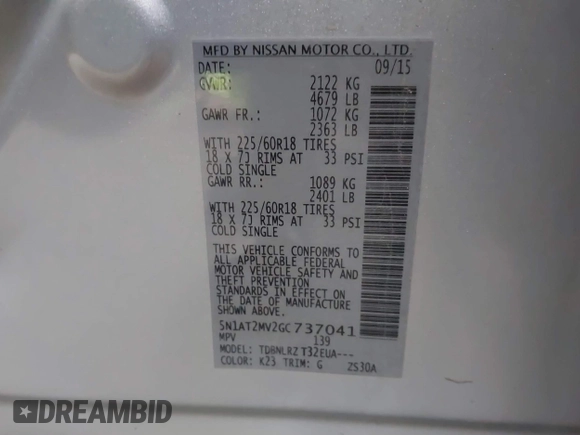 MFD BY NISSAN MOTOR CO., LTD.
DATE: 09/15
GVWR: 2122 KG
4679 LB
GAWR FR.: 1072 KG
2363 LB
WITH 225/60R18 TIRES
18 X 7J RIMS AT 33 PSI
COLD SINGLE
GAWR RR.: 1089 KG
2401 LB
WITH 225/60R18 TIRES
18 X 7J RIMS AT 33 PSI
COLD SINGLE
THIS VEHICLE CONFORMS TO
ALL APPLICABLE FEDERAL
MOTOR VEHICLE SAFETY AND
THEFT PREVENTION
STANDARDS IN EFFECT ON
THE DATE OF MANUFACTURE
SHOWN ABOVE.
5N1AT2MV2GC737041
MPV 139
MODEL: TDBNLRZ T32EUA---
COLOR: K23 TRIM: G ZS30A
DREAMBID